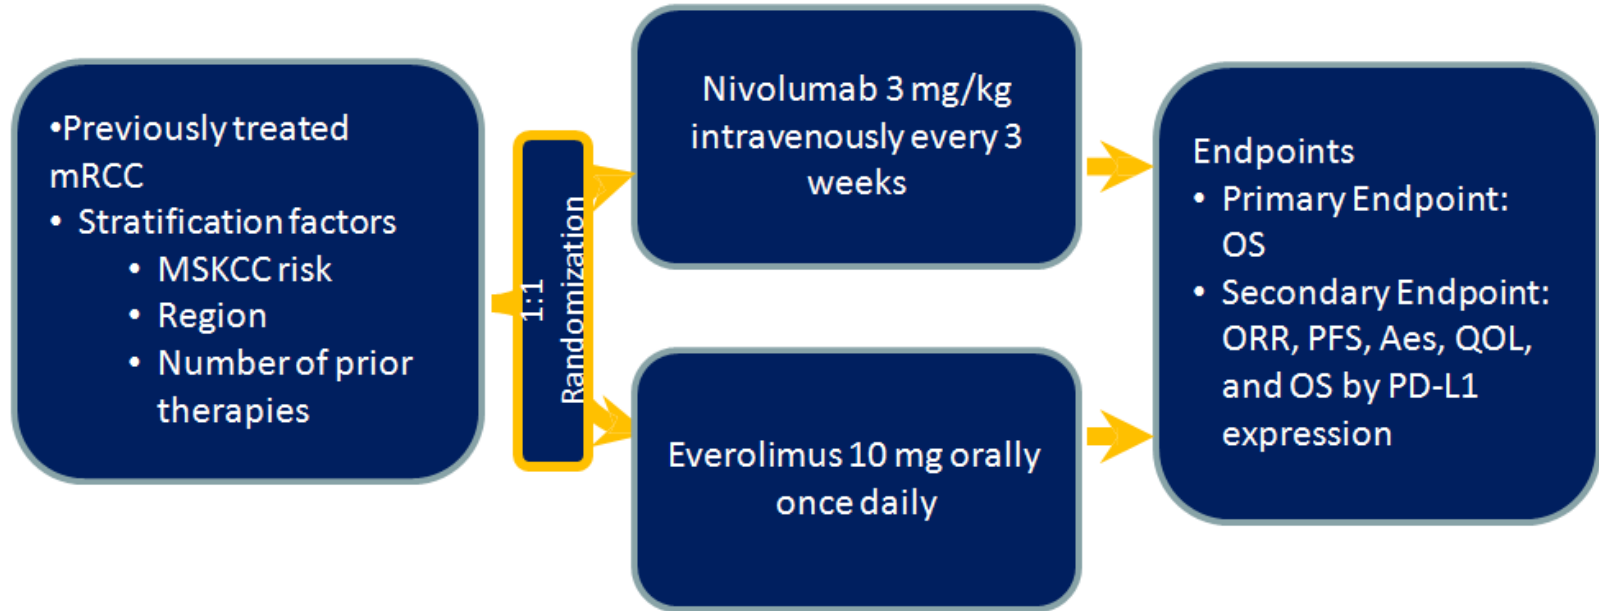 •Previously treated
mRCC
• Stratification factors
• MSKCC risk
• Region
• Number of prior
therapies
1:1
Randomization
Nivolumab 3 mg/kg
intravenously every 3
weeks
Everolimus 10 mg orally
once daily
Endpoints
• Primary Endpoint:
OS
• Secondary Endpoint:
ORR, PFS, Aes, QOL,
and OS by PD-L1
expression